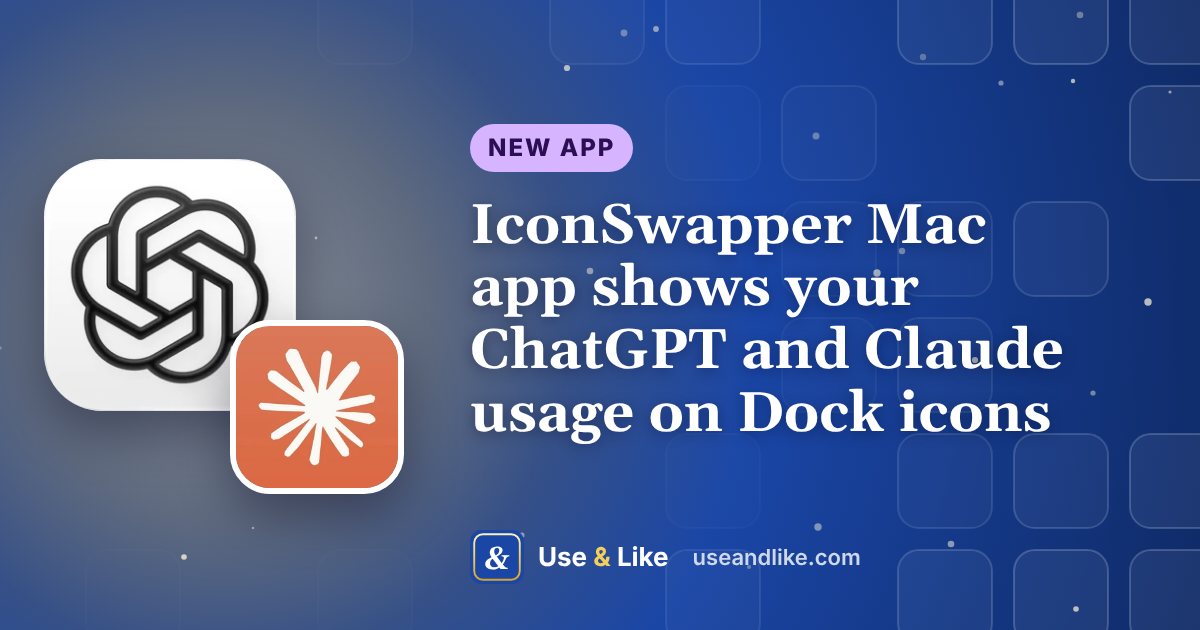 NEW APP
IconSwapper Mac
app shows your
ChatGPT and Claude
usage on Dock icons
& Use & Like useandlike.com